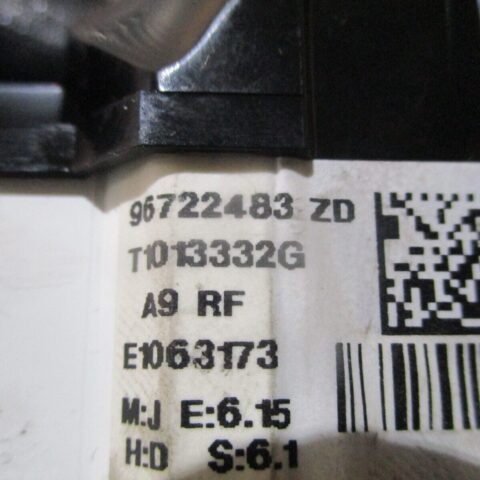 96722483 ZD
T1013332G
A9 RF
E1063173
M:J E:6.15
H:D S:6.1